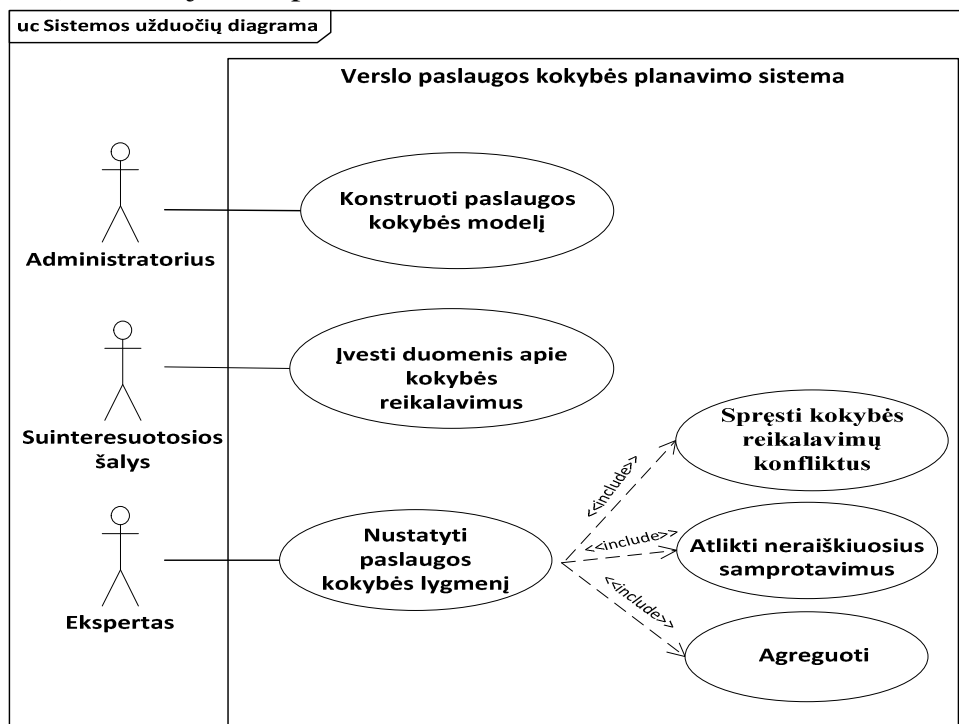 uc Sistemos užduočių diagrama
Verslo paslaugos kokybės planavimo sistema
Konstruoti paslaugos
kokybės modelį
Administratorius
Įvesti duomenis apie
kokybės
reikalavimus
Suinteresuotosios
šalys
Spręsti kokybės
reikalavimų
konfliktus
<<include>>
Nustatyti
paslaugos
kokybės lygmenį
<<include>>
Atlikti neraiškiuosius
samprotavimus
<<include>>
Ekspertas
Agreguoti